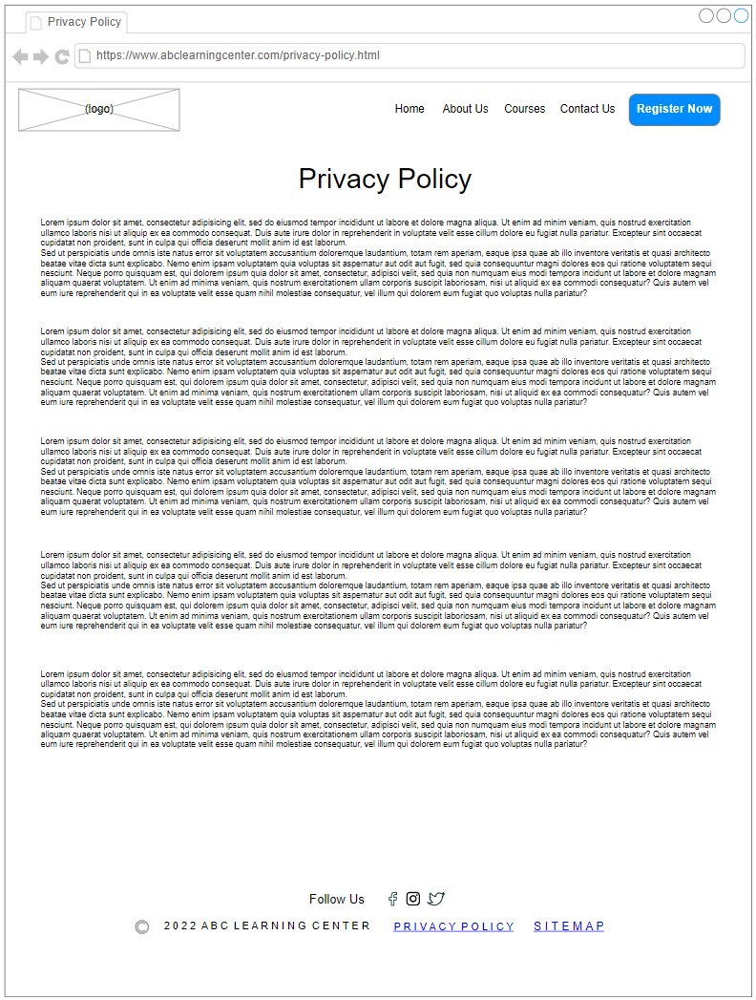 Privacy Policy
https://www.abclearningcenter.com/privacy-policy.html
(logo)
Home About Us Courses Contact Us Register Now
Privacy Policy
Lorem ipsum dolor sit amet, consectetur adipisicing elit, sed do eiusmod tempor incididunt ut labore et dolore magna aliqua. Ut enim ad minim veniam, quis nostrud exercitation
ullamco laboris nisi ut aliquip ex ea commodo consequat. Duis aute irure dolor in reprehenderit in voluptate velit esse cillum dolore eu fugiat nulla pariatur. Excepteur sint occaecat
cupidatat non proident, sunt in culpa qui officia deserunt mollit anim id est laborum.
Sed ut perspiciatis unde omnis iste natus error sit voluptatem accusantium doloremque laudantium, totam rem aperiam, eaque ipsa quae ab illo inventore veritatis et quasi architecto
beatae vitae dicta sunt explicabo. Nemo enim ipsam voluptatem quia voluptas sit aspernatur aut odit aut fugit, sed quia consequuntur magni dolores eos qui ratione voluptatem sequi
nesciunt. Neque porro quisquam est, qui dolorem ipsum quia dolor sit amet, consectetur, adipisci velit, sed quia non numquam eius modi tempora incidunt ut labore et dolore magnam
aliquam quaerat voluptatem. Ut enim ad minima veniam, quis nostrum exercitationem ullam corporis suscipit laboriosam, nisi ut aliquid ex ea commodi consequatur? Quis autem vel
eum iure reprehenderit qui in ea voluptate velit esse quam nihil molestiae consequatur, vel illum qui dolorem eum fugiat quo voluptas nulla pariatur?
Lorem ipsum dolor sit amet, consectetur adipisicing elit, sed do eiusmod tempor incididunt ut labore et dolore magna aliqua. Ut enim ad minim veniam, quis nostrud exercitation
ullamco laboris nisi ut aliquip ex ea commodo consequat. Duis aute irure dolor in reprehenderit in voluptate velit esse cillum dolore eu fugiat nulla pariatur. Excepteur sint occaecat
cupidatat non proident, sunt in culpa qui officia deserunt mollit anim id est laborum.
Sed ut perspiciatis unde omnis iste natus error sit voluptatem accusantium doloremque laudantium, totam rem aperiam, eaque ipsa quae ab illo inventore veritatis et quasi architecto
beatae vitae dicta sunt explicabo. Nemo enim ipsam voluptatem quia voluptas sit aspernatur aut odit aut fugit, sed quia consequuntur magni dolores eos qui ratione voluptatem sequi
nesciunt. Neque porro quisquam est, qui dolorem ipsum quia dolor sit amet, consectetur, adipisci velit, sed quia non numquam eius modi tempora incidunt ut labore et dolore magnam
aliquam quaerat voluptatem. Ut enim ad minima veniam, quis nostrum exercitationem ullam corporis suscipit laboriosam, nisi ut aliquid ex ea commodi consequatur? Quis autem vel
eum iure reprehenderit qui in ea voluptate velit esse quam nihil molestiae consequatur, vel illum qui dolorem eum fugiat quo voluptas nulla pariatur?
Lorem ipsum dolor sit amet, consectetur adipisicing elit, sed do eiusmod tempor incididunt ut labore et dolore magna aliqua. Ut enim ad minim veniam, quis nostrud exercitation
ullamco laboris nisi ut aliquip ex ea commodo consequat. Duis aute irure dolor in reprehenderit in voluptate velit esse cillum dolore eu fugiat nulla pariatur. Excepteur sint occaecat
cupidatat non proident, sunt in culpa qui officia deserunt mollit anim id est laborum.
Sed ut perspiciatis unde omnis iste natus error sit voluptatem accusantium doloremque laudantium, totam rem aperiam, eaque ipsa quae ab illo inventore veritatis et quasi architecto
beatae vitae dicta sunt explicabo. Nemo enim ipsam voluptatem quia voluptas sit aspernatur aut odit aut fugit, sed quia consequuntur magni dolores eos qui ratione voluptatem sequi
nesciunt. Neque porro quisquam est, qui dolorem ipsum quia dolor sit amet, consectetur, adipisci velit, sed quia non numquam eius modi tempora incidunt ut labore et dolore magnam
aliquam quaerat voluptatem. Ut enim ad minima veniam, quis nostrum exercitationem ullam corporis suscipit laboriosam, nisi ut aliquid ex ea commodi consequatur? Quis autem vel
eum iure reprehenderit qui in ea voluptate velit esse quam nihil molestiae consequatur, vel illum qui dolorem eum fugiat quo voluptas nulla pariatur?
Lorem ipsum dolor sit amet, consectetur adipisicing elit, sed do eiusmod tempor incididunt ut labore et dolore magna aliqua. Ut enim ad minim veniam, quis nostrud exercitation
ullamco laboris nisi ut aliquip ex ea commodo consequat. Duis aute irure dolor in reprehenderit in voluptate velit esse cillum dolore eu fugiat nulla pariatur. Excepteur sint occaecat
cupidatat non proident, sunt in culpa qui officia deserunt mollit anim id est laborum.
Sed ut perspiciatis unde omnis iste natus error sit voluptatem accusantium doloremque laudantium, totam rem aperiam, eaque ipsa quae ab illo inventore veritatis et quasi architecto
beatae vitae dicta sunt explicabo. Nemo enim ipsam voluptatem quia voluptas sit aspernatur aut odit aut fugit, sed quia consequuntur magni dolores eos qui ratione voluptatem sequi
nesciunt. Neque porro quisquam est, qui dolorem ipsum quia dolor sit amet, consectetur, adipisci velit, sed quia non numquam eius modi tempora incidunt ut labore et dolore magnam
aliquam quaerat voluptatem. Ut enim ad minima veniam, quis nostrum exercitationem ullam corporis suscipit laboriosam, nisi ut aliquid ex ea commodi consequatur? Quis autem vel
eum iure reprehenderit qui in ea voluptate velit esse quam nihil molestiae consequatur, vel illum qui dolorem eum fugiat quo voluptas nulla pariatur?
Lorem ipsum dolor sit amet, consectetur adipisicing elit, sed do eiusmod tempor incididunt ut labore et dolore magna aliqua. Ut enim ad minim veniam, quis nostrud exercitation
ullamco laboris nisi ut aliquip ex ea commodo consequat. Duis aute irure dolor in reprehenderit in voluptate velit esse cillum dolore eu fugiat nulla pariatur. Excepteur sint occaecat
cupidatat non proident, sunt in culpa qui officia deserunt mollit anim id est laborum.
Sed ut perspiciatis unde omnis iste natus error sit voluptatem accusantium doloremque laudantium, totam rem aperiam, eaque ipsa quae ab illo inventore veritatis et quasi architecto
beatae vitae dicta sunt explicabo. Nemo enim ipsam voluptatem quia voluptas sit aspernatur aut odit aut fugit, sed quia consequuntur magni dolores eos qui ratione voluptatem sequi
nesciunt. Neque porro quisquam est, qui dolorem ipsum quia dolor sit amet, consectetur, adipisci velit, sed quia non numquam eius modi tempora incidunt ut labore et dolore magnam
aliquam quaerat voluptatem. Ut enim ad minima veniam, quis nostrum exercitationem ullam corporis suscipit laboriosam, nisi ut aliquid ex ea commodi consequatur? Quis autem vel
eum iure reprehenderit qui in ea voluptate velit esse quam nihil molestiae consequatur, vel illum qui dolorem eum fugiat quo voluptas nulla pariatur?
Follow Us
© 2022 ABC LEARNING CENTER PRIVACY POLICY SITEMAP